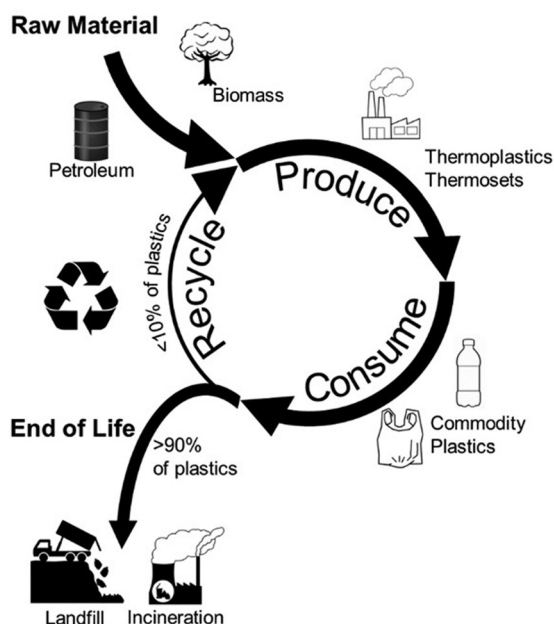 Raw Material
Biomass
Petroleum
Produce
Thermoplastics
Thermosets
Recycle
<10% of plastics
Consume
Commodity
Plastics
End of Life
>90%
of plastics
Landfill
Incineration